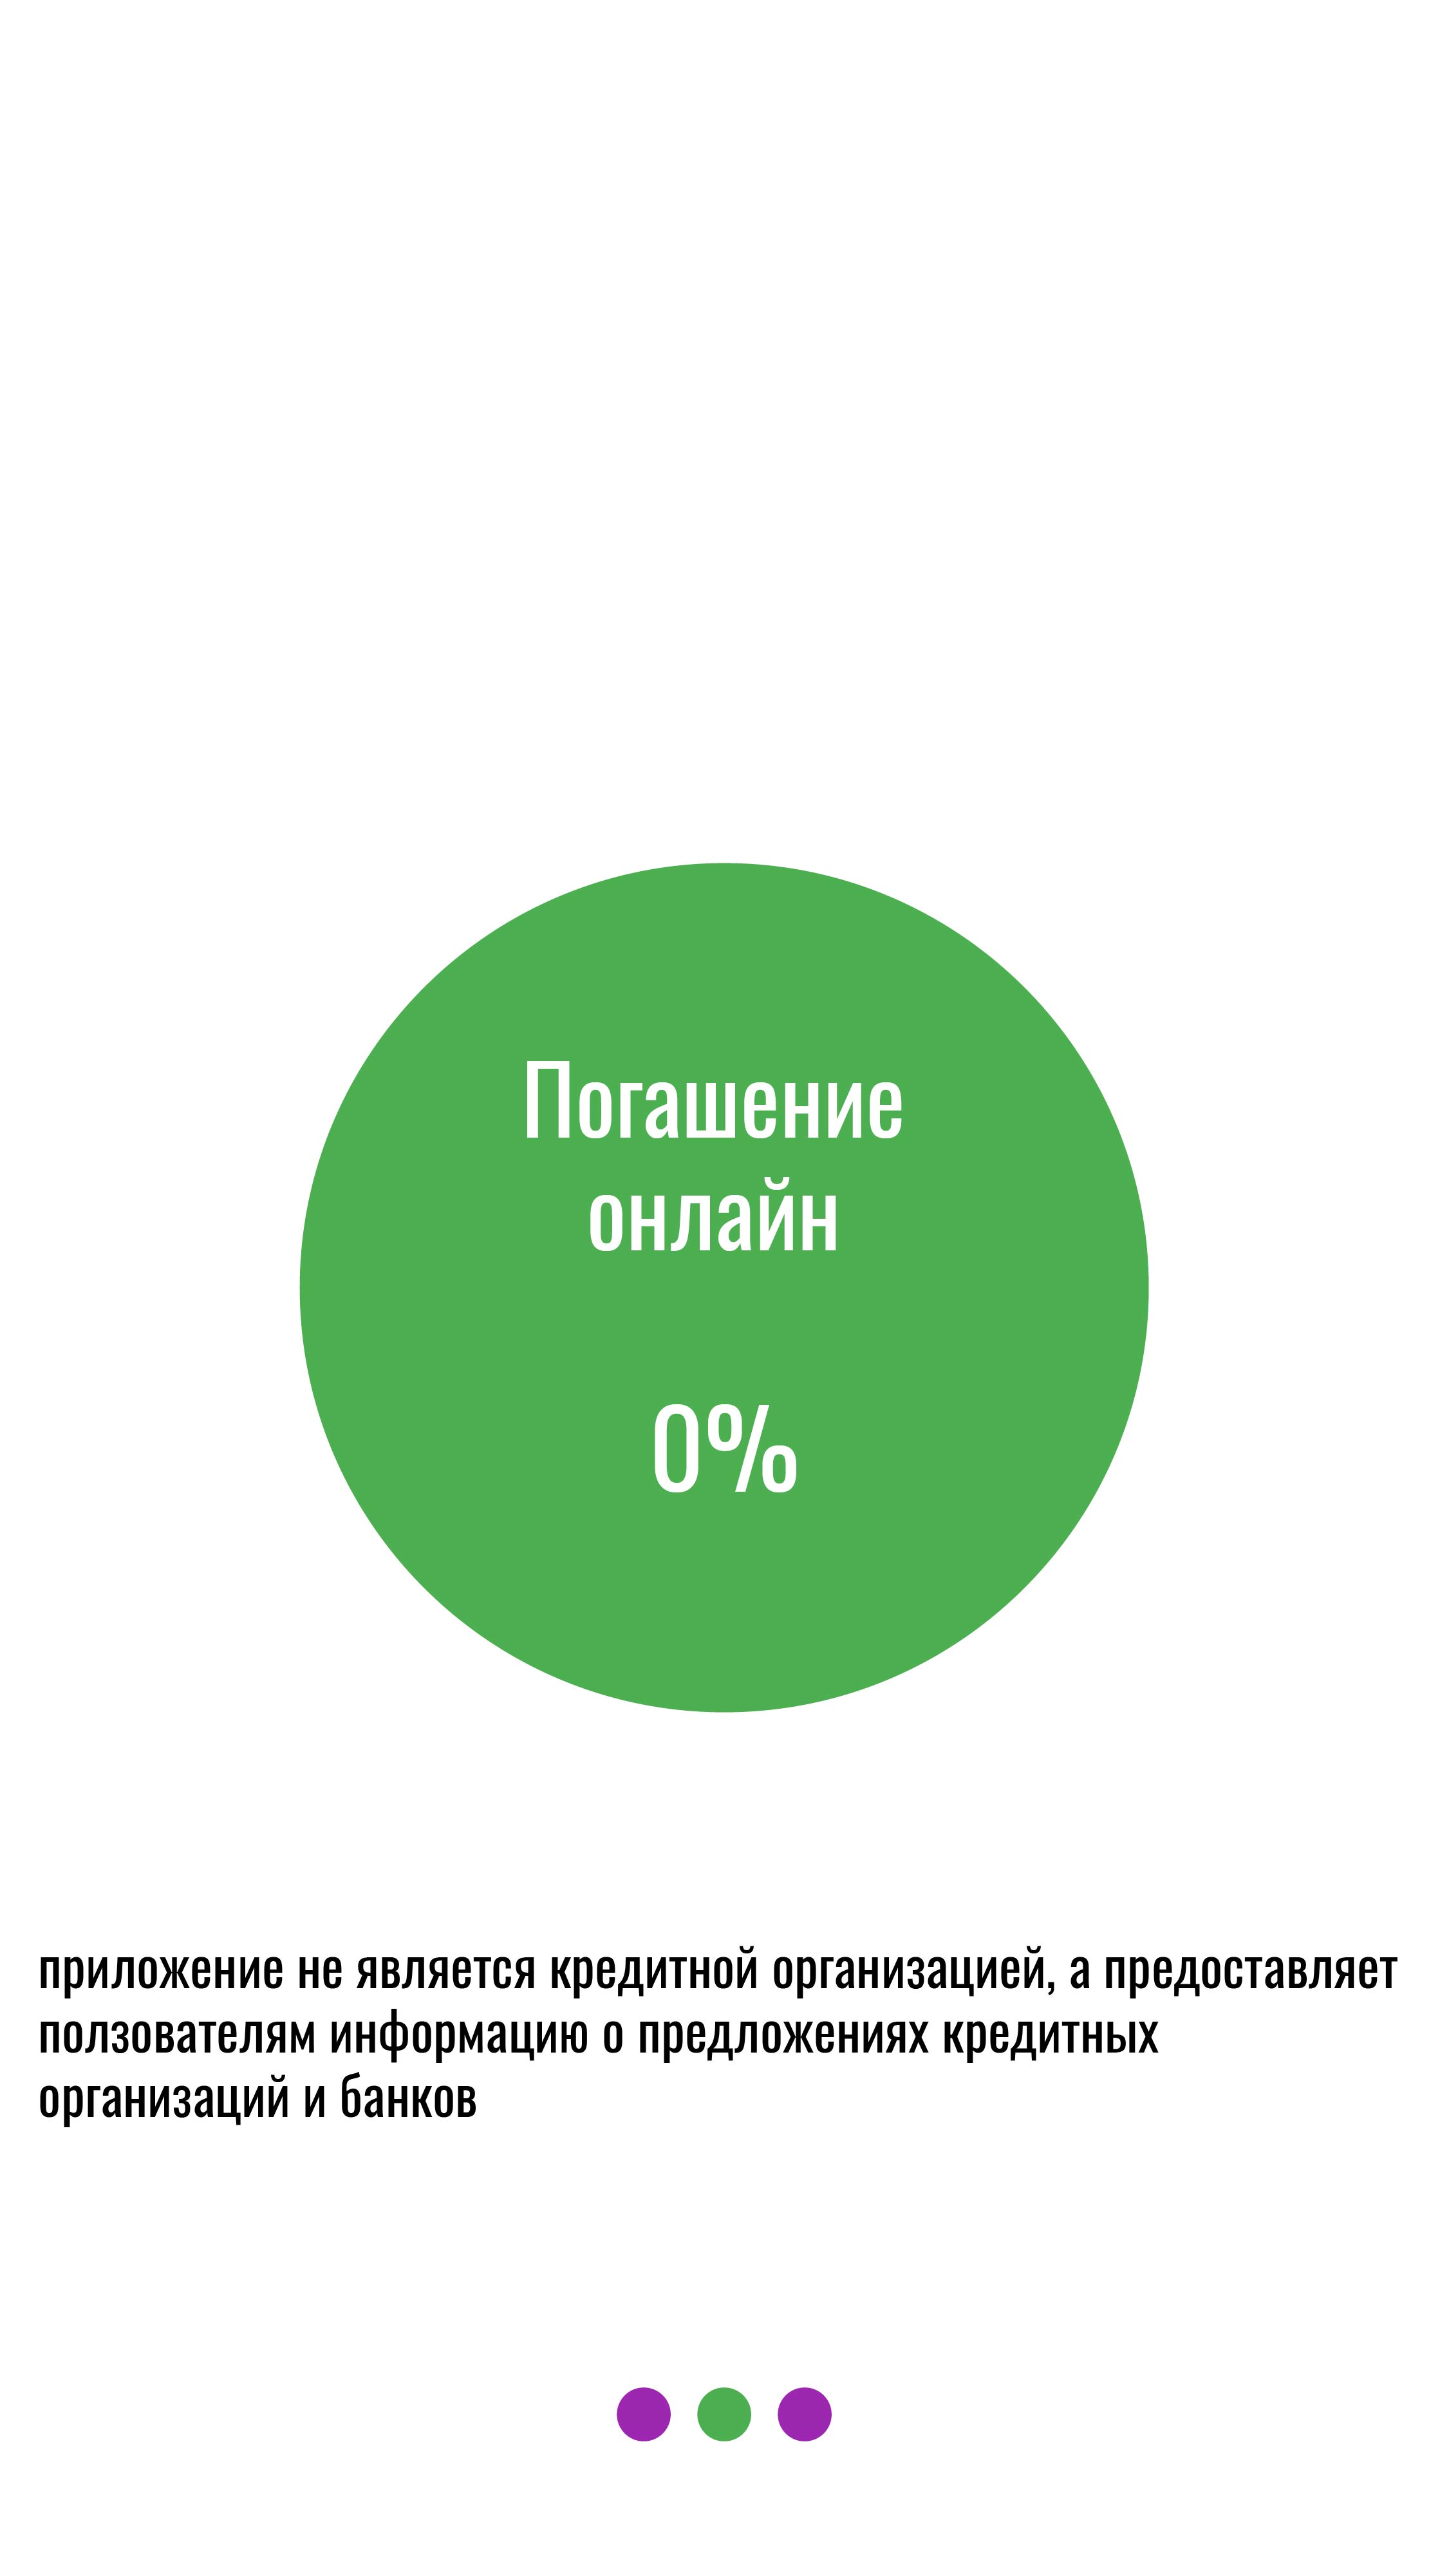 Погашение
онлайн
0%
приложение не является кредитной организацией, а предоставляет
ползователям информацию о предложениях кредитных
организаций и банков